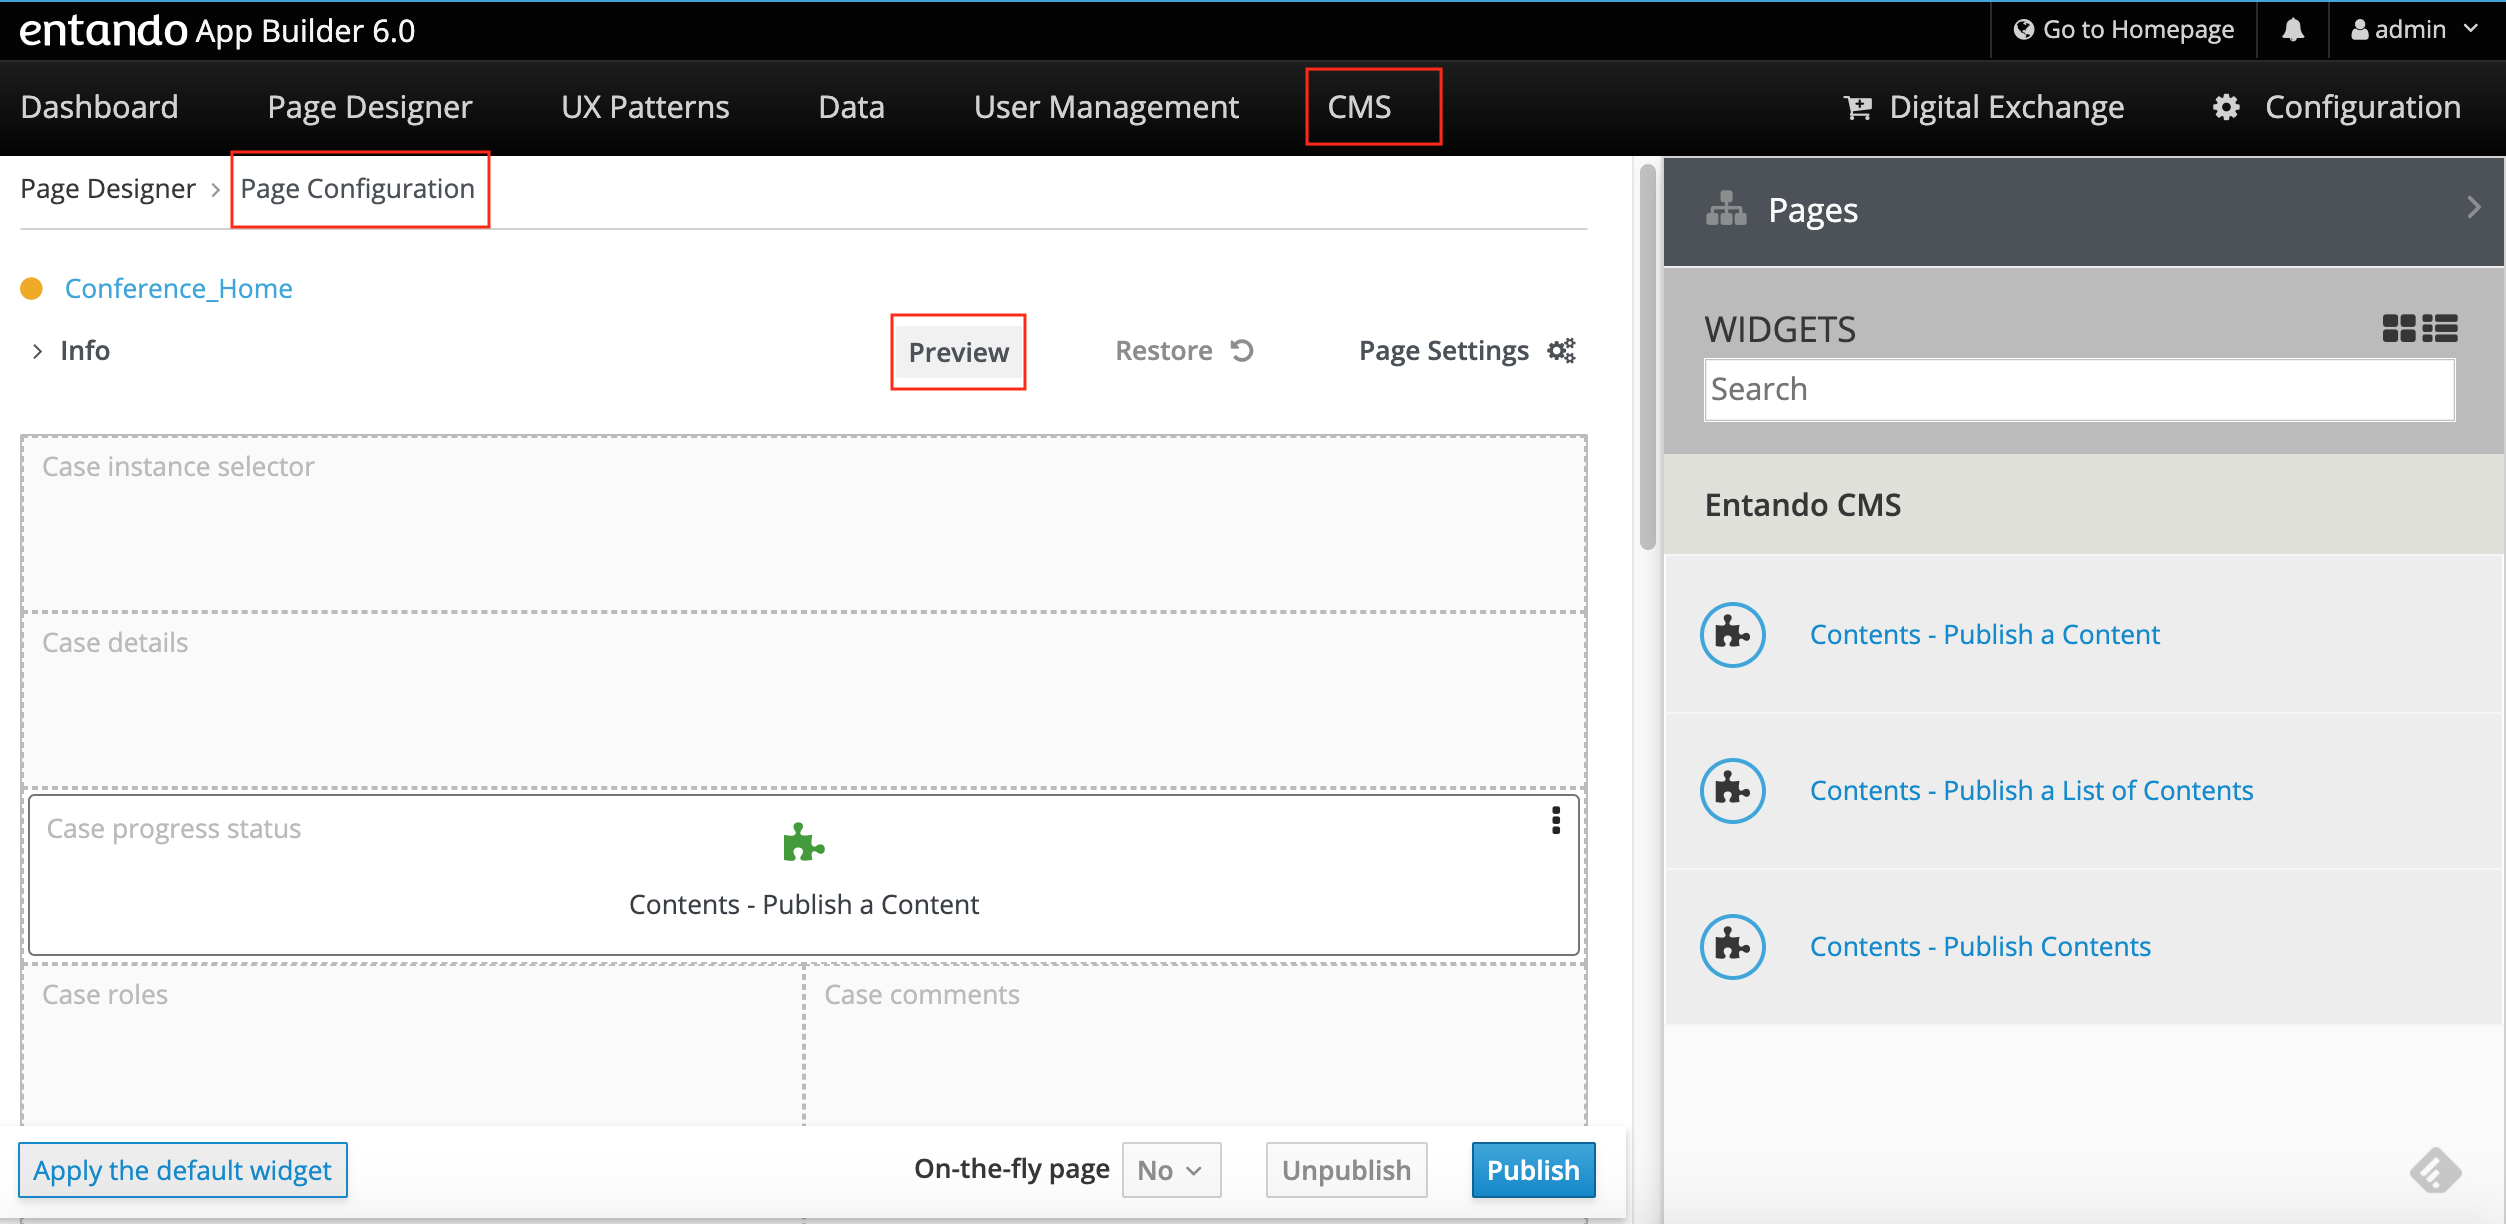 entando App Builder 6.0
Go to Homepage
admin
Dashboard
Page Designer
UX Patterns
Data
User Management
CMS
Digital Exchange
Configuration
Page Designer
Page Configuration
Conference_Home
Info
Preview
Restore
Page Settings
Case instance selector
Case details
Case progress status
Contents - Publish a Content
Case roles
Case comments
Apply the default widget
On-the-fly page
No
Unpublish
Publish
Pages
WIDGETS
Search
Entando CMS
Contents - Publish a Content
Contents - Publish a List of Contents
Contents - Publish Contents